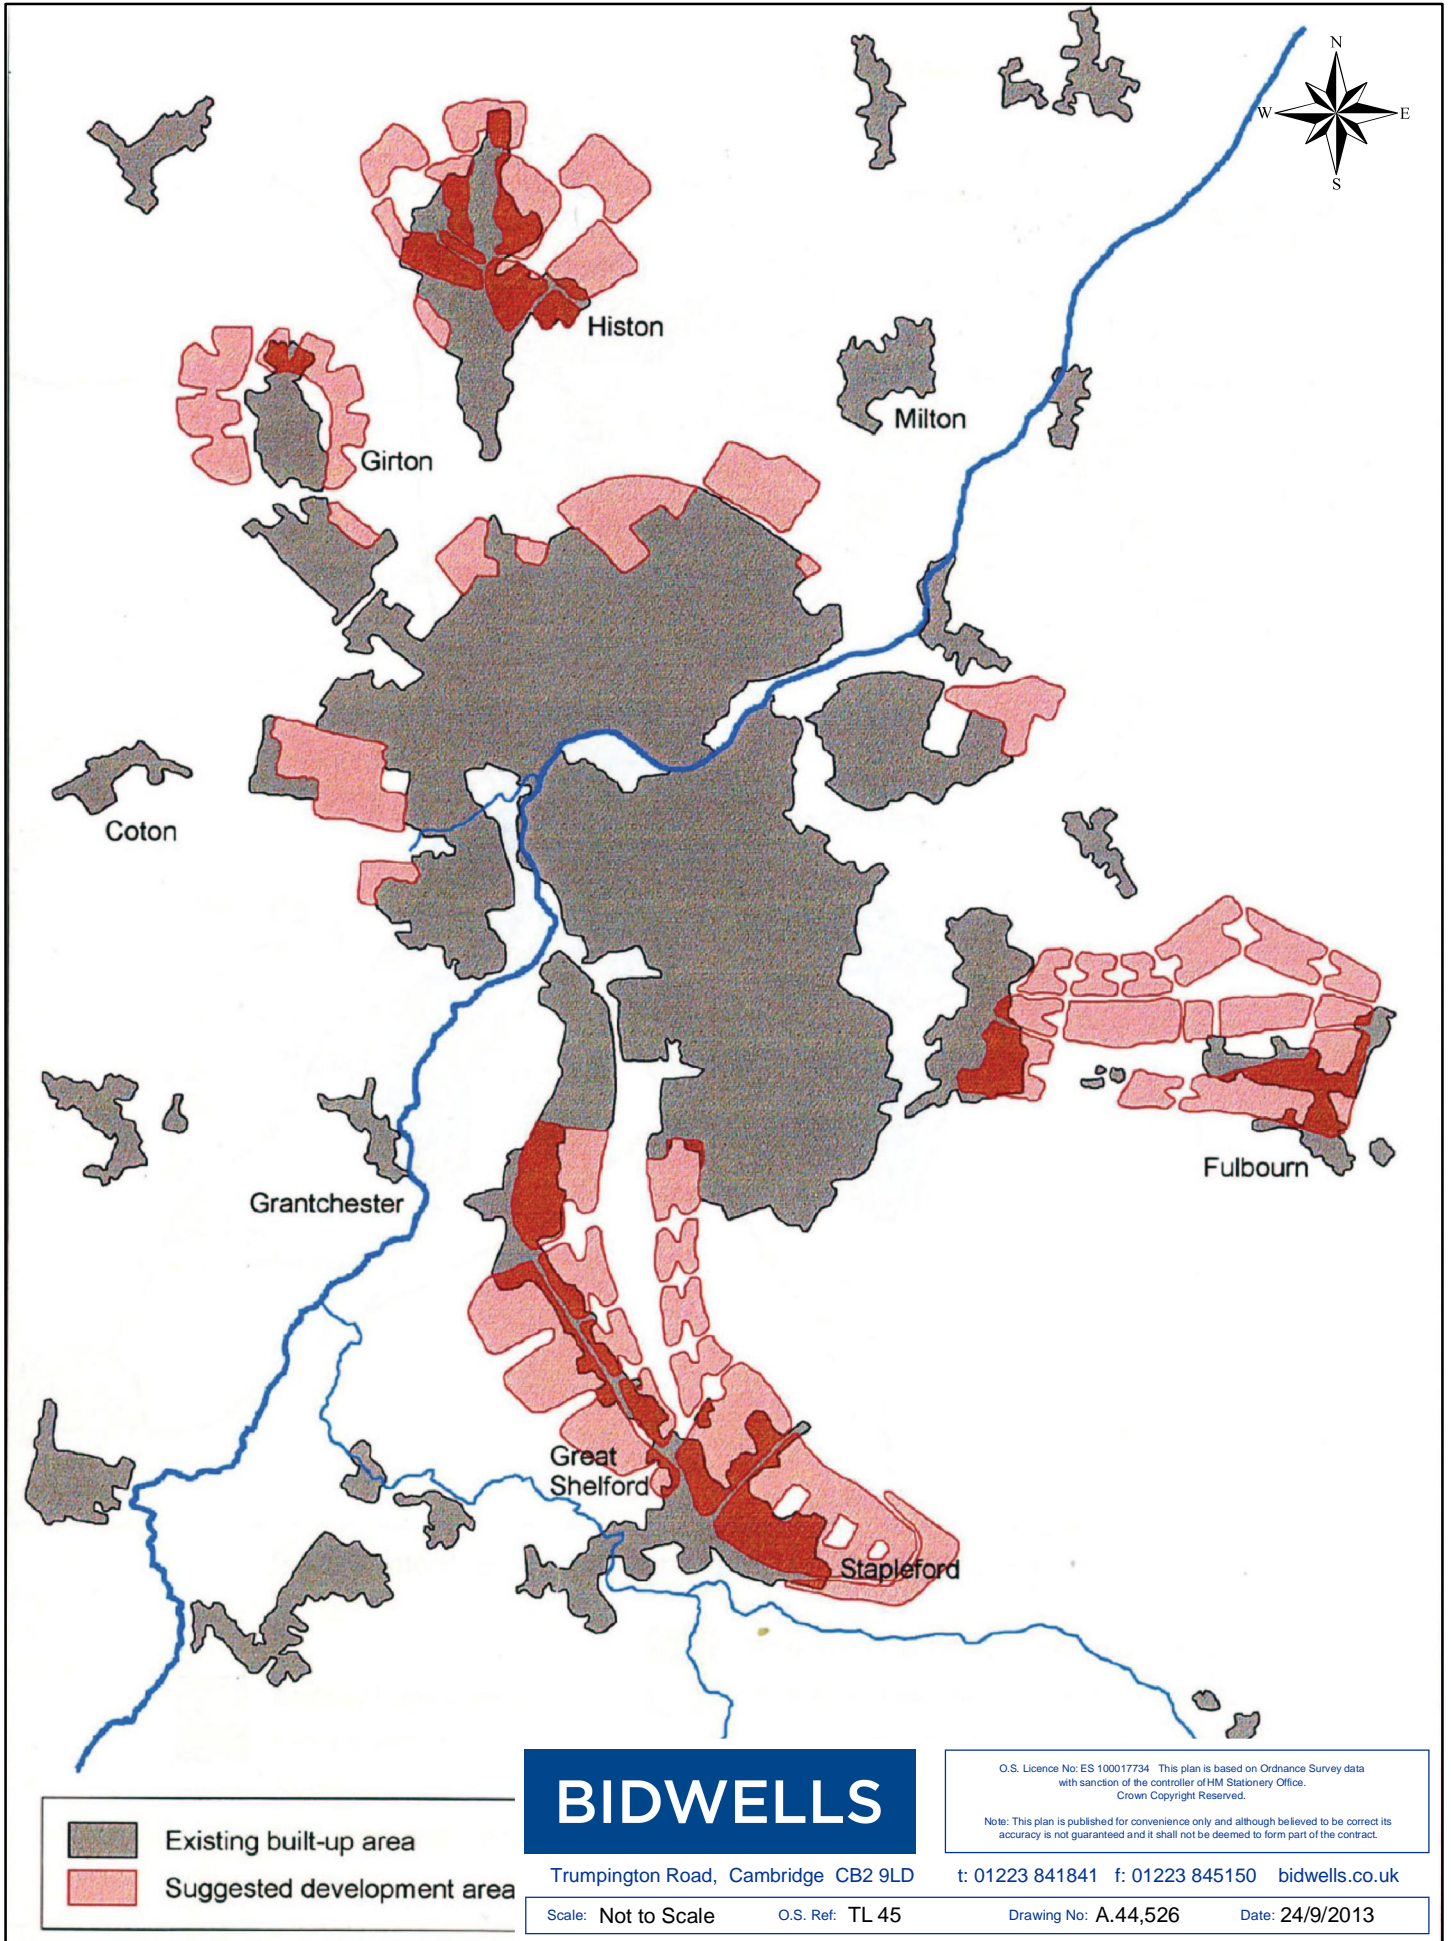 N
W E
S
Histon
Milton
Girton
Coton
Grantchester
Fulbourn
Great
Shelford
Stapleford
Existing built-up area
Suggested development area
BIDWELLS
O.S. Licence No: ES 100017734 This plan is based on Ordnance Survey data
with sanction of the controller of HM Stationery Office.
Crown Copyright Reserved.
Note: This plan is published for convenience only and although believed to be correct its
accuracy is not guaranteed and it shall not be deemed to form part of the contract.
Trumpington Road, Cambridge CB2 9LD t: 01223 841841 f: 01223 845150 bidwells.co.uk
Scale: Not to Scale O.S. Ref: TL 45 Drawing No: A.44,526 Date: 24/9/2013